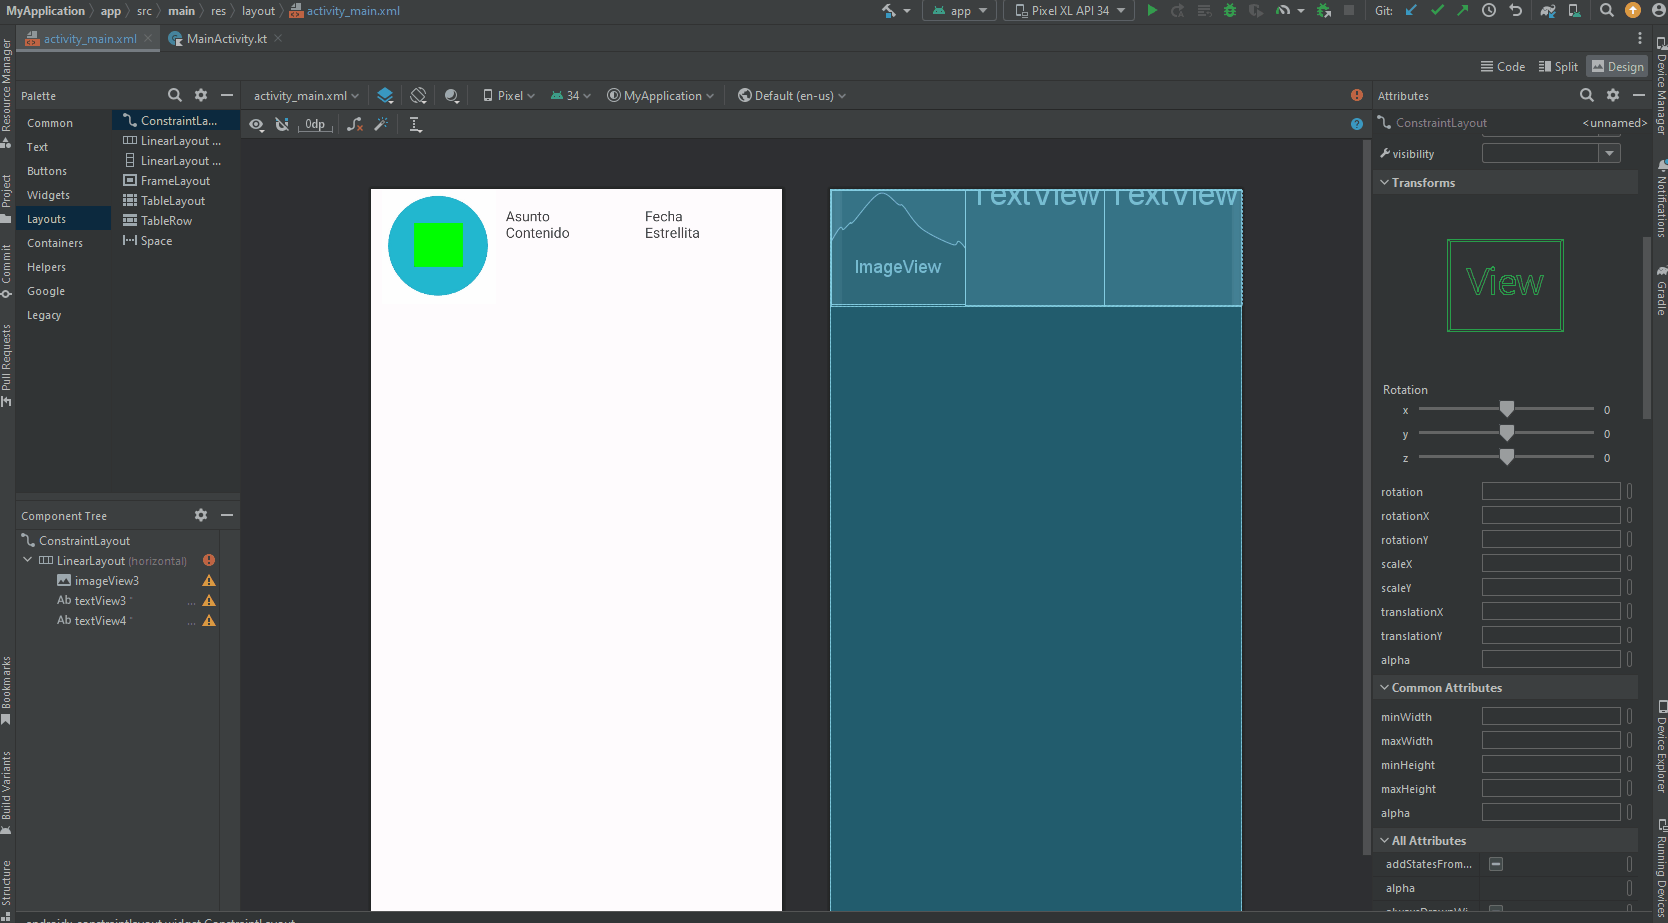 MyApplication app src main res layout activity_main.xml app Pixel XL API 34 Git:
activity_main.xml MainActivity.kt
Code Split Design
Palette activity_main.xml Pixel 34 MyApplication Default (en-us) Attributes
0dp ConstraintLayout <unnamed>
Common
Text
Buttons
Widgets
Layouts
Containers
Helpers
Google
Legacy
ConstraintLa...
LinearLayout ...
LinearLayout ...
FrameLayout
TableLayout
TableRow
Space
Component Tree
ConstraintLayout
LinearLayout (horizontal)
imageView3
Ab textView3 " ...
Ab textView4 " ...
Asunto Fecha
Contenido Estrellita
ImageView
TextView TextView
visibility
Transforms
View
Rotation
x 0
y 0
z 0
rotation
rotationX
rotationY
scaleX
scaleY
translationX
translationY
alpha
Common Attributes
minWidth
maxWidth
minHeight
maxHeight
alpha
All Attributes
addStatesFrom...
alpha
Resource Manager
Project
Commit
Pull Requests
Bookmarks
Build Variants
Structure
Device Manager
Notifications
Gradle
Device Explorer
Running Devices
androidx.constraintlayout.widget.ConstraintLayout